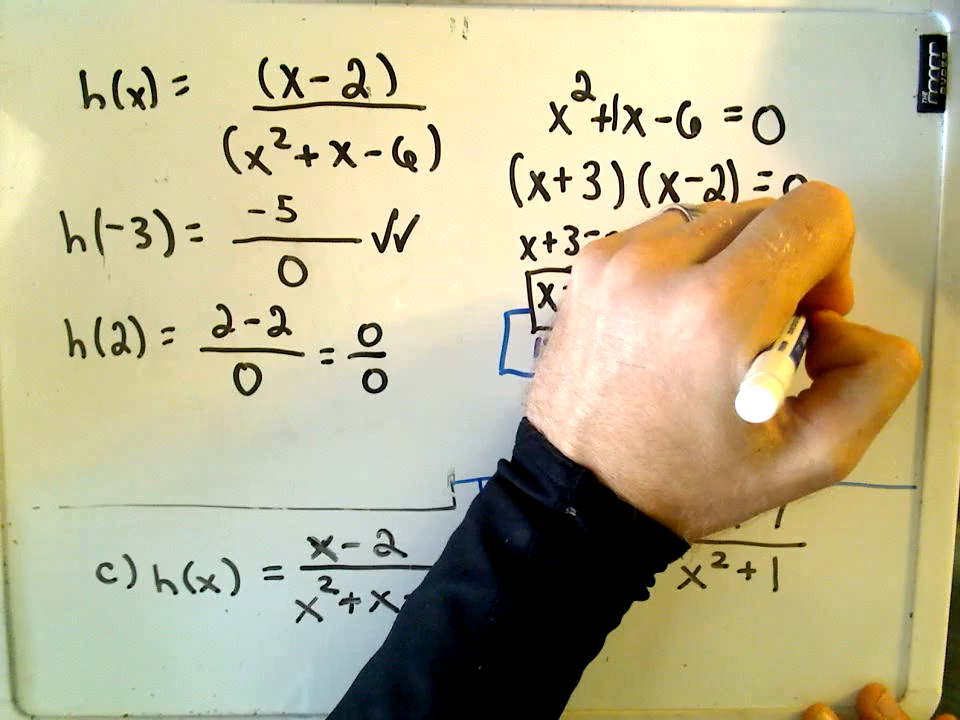 h(x) = (x-2) / (x² + x - 6)
h(-3) = -5 / 0 ✓✓
h(2) = 2-2 / 0 = 0 / 0
x² + 1x - 6 = 0
(x+3)(x-2) = 0
x+3=
x
c) h(x) = x-2 / x² + x
x² + 1